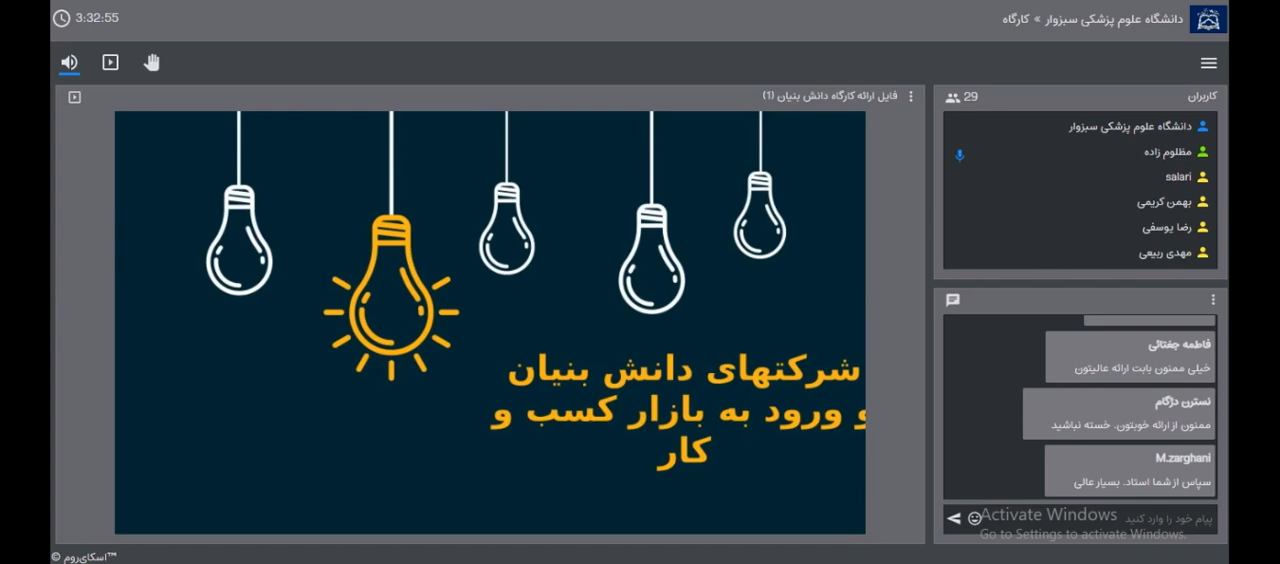 3:32:55
دانشگاه علوم پزشکی سبزوار » کارگاه
فایل ارائه کارگاه دانش بنیان (1)
شرکتهای دانش بنیان
و ورود به بازار کسب و
کار
کاربران
29
دانشگاه علوم پزشکی سبزوار
مظلوم زاده
salari
بهمن کریمی
رضا یوسفی
مهدی ربیعی
فاطمه جغتائی
خیلی ممنون بابت ارائه عالیتون
نسترن دژگام
ممنون از ارائه خوبتون. خسته نباشید
M.zarghani
سپاس از شما استاد. بسیار عالی
پیام خود را وارد کنید
Activate Windows
Go to Settings to activate Windows.
© اسکای‌روم™